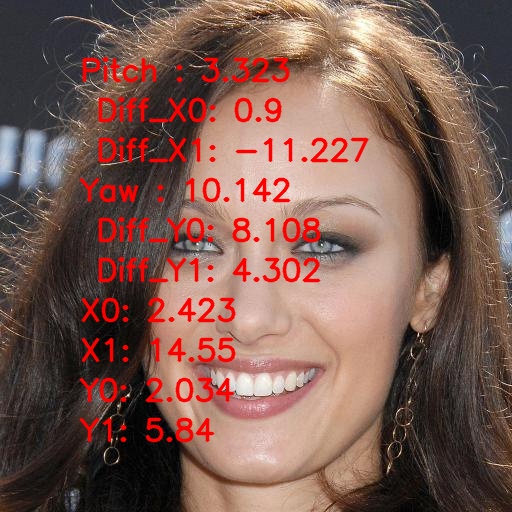 Pitch : 3.323
Diff_X0: 0.9
Diff_X1: -11.227
Yaw : 10.142
Diff_Y0: 8.108
Diff_Y1: 4.302
X0: 2.423
X1: 14.55
Y0: 2.034
Y1: 5.84